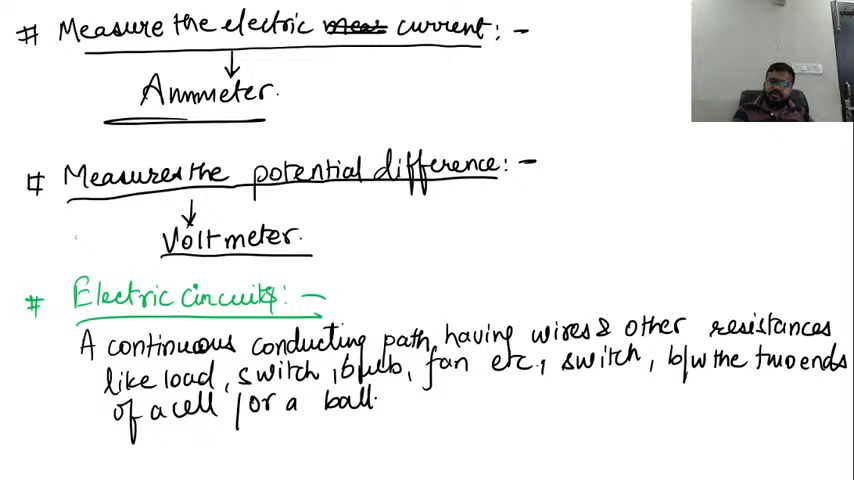 # Measure the electric current:-
Ammeter.
# Measures the potential difference:-
Voltmeter.
# Electric circuits:-
A continuous conducting path, having wires & other resistances
like load, switch, bulb, fan etc., switch, b/w the two ends
of a cell / or a batt.